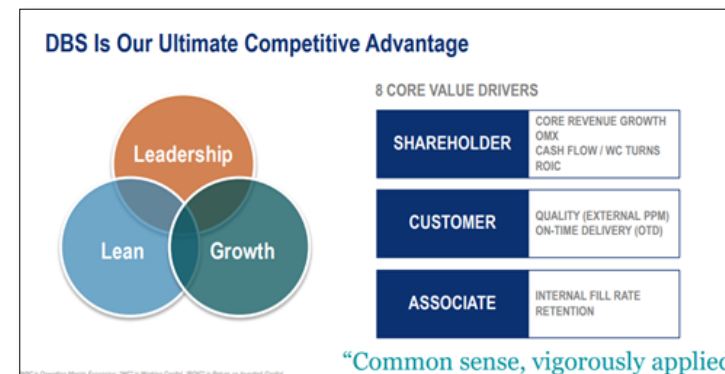 DBS Is Our Ultimate Competitive Advantage
Leadership
Lean
Growth
8 CORE VALUE DRIVERS
SHAREHOLDER
CORE REVENUE GROWTH
OMX
CASH FLOW / WC TURNS
ROIC
CUSTOMER
QUALITY (EXTERNAL PPM)
ON-TIME DELIVERY (OTD)
ASSOCIATE
INTERNAL FILL RATE
RETENTION
“Common sense, vigorously applied